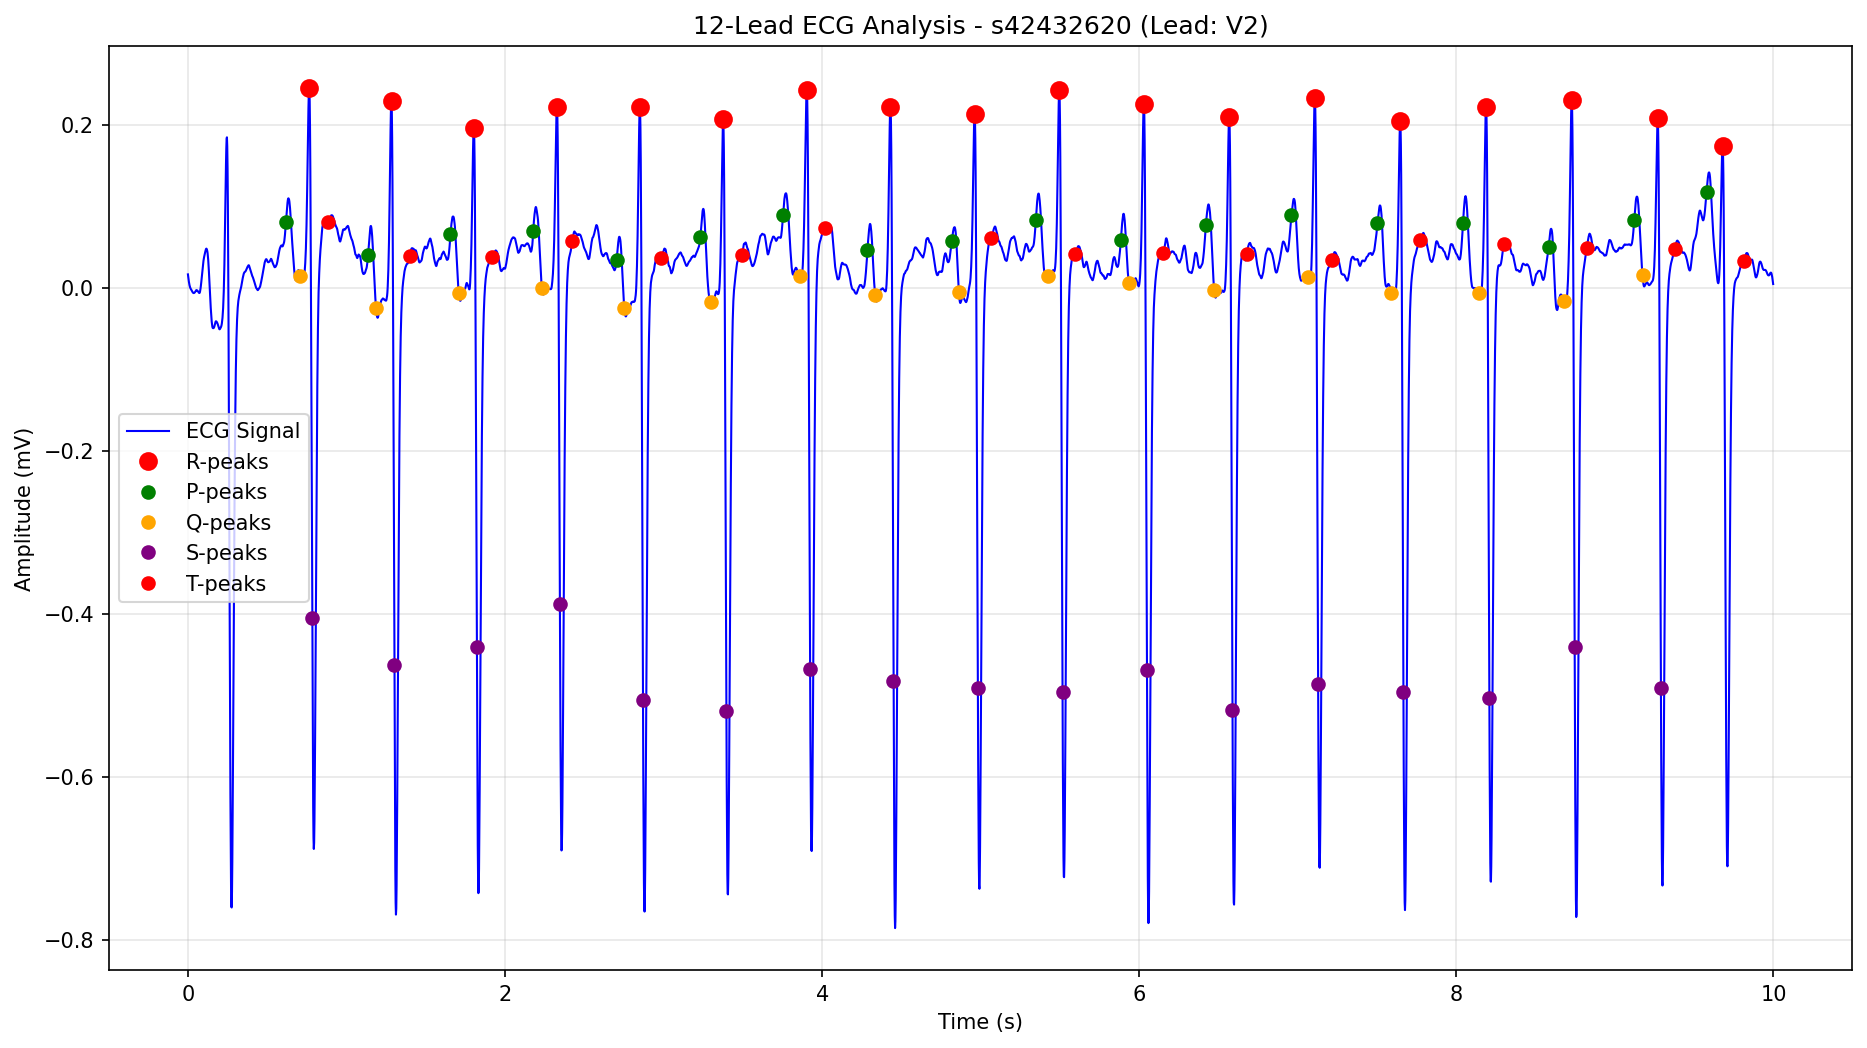 12-Lead ECG Analysis - s42432620 (Lead: V2)
Amplitude (mV)
0.2
0.0
−0.2
−0.4
−0.6
−0.8
ECG Signal
R-peaks
P-peaks
Q-peaks
S-peaks
T-peaks
0 2 4 6 8 10
Time (s)